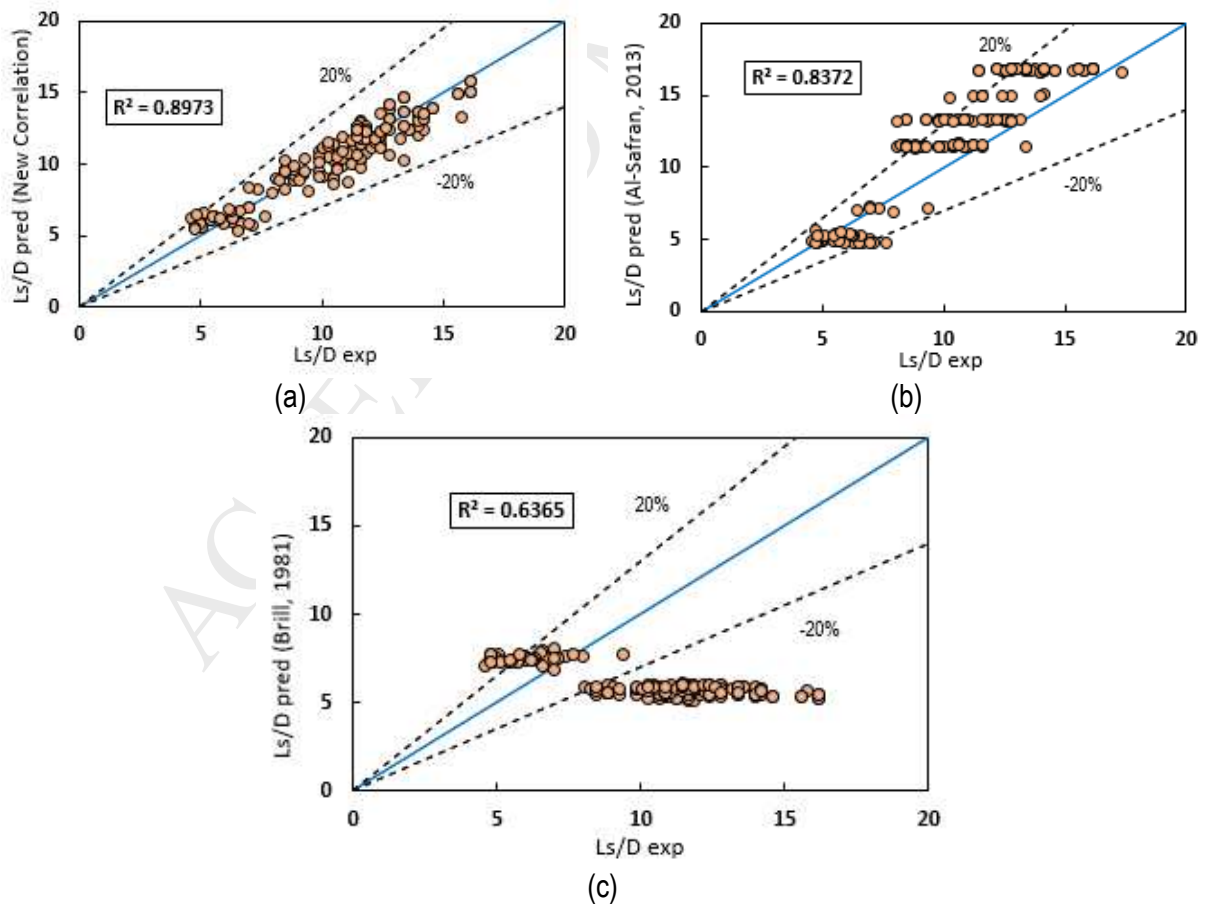 20
15
10
5
0
Ls/D pred (New Correlation)
R² = 0.8973
20%
-20%
0 5 10 15 20
Ls/D exp
(a)
20
15
10
5
0
Ls/D pred (Al-Safran, 2013)
R² = 0.8372
20%
-20%
0 5 10 15 20
Ls/D exp
(b)
20
15
10
5
0
Ls/D pred (Brill, 1981)
R² = 0.6365
20%
-20%
0 5 10 15 20
Ls/D exp
(c)